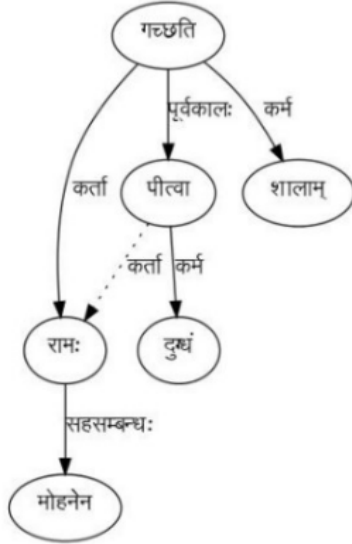 गच्छति
पूर्वकालः कर्म
कर्ता पीत्वा शालाम्
कर्ता कर्म
रामः दुग्धं
सहसम्बन्धः
मोहनेन